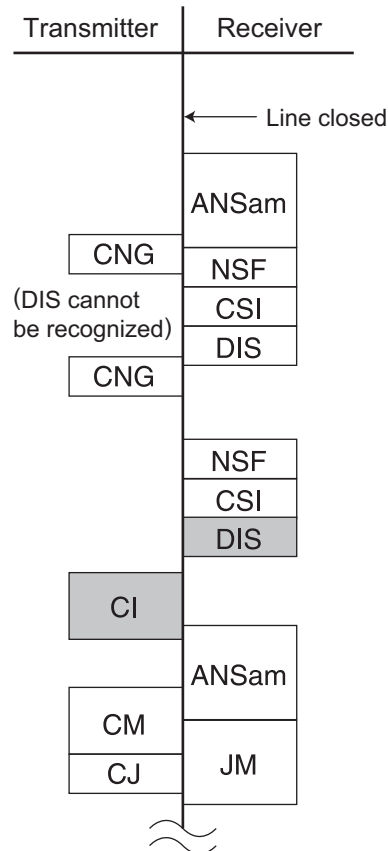 Transmitter Receiver
Line closed
ANSam
CNG
NSF
(DIS cannot
be recognized)
CSI
DIS
CNG
NSF
CSI
DIS
CI
ANSam
CM
JM
CJ